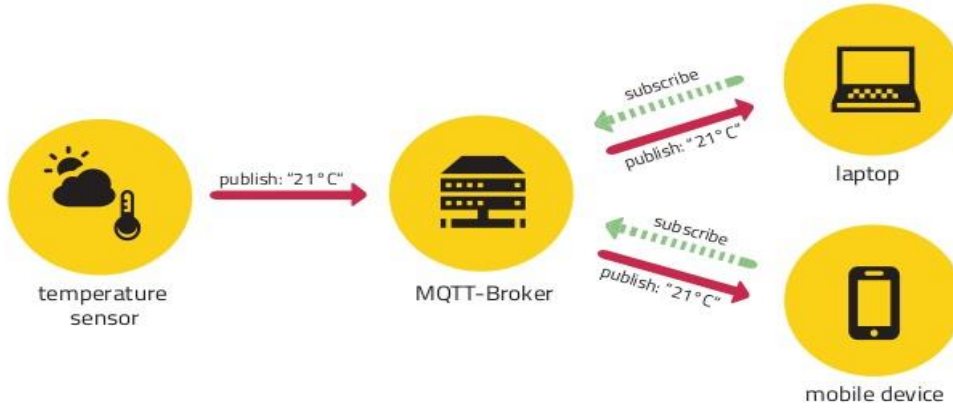 subscribe
publish: “21°C“
laptop
publish: “21°C“
temperature
sensor
MQTT-Broker
subscribe
publish: “21°C“
mobile device